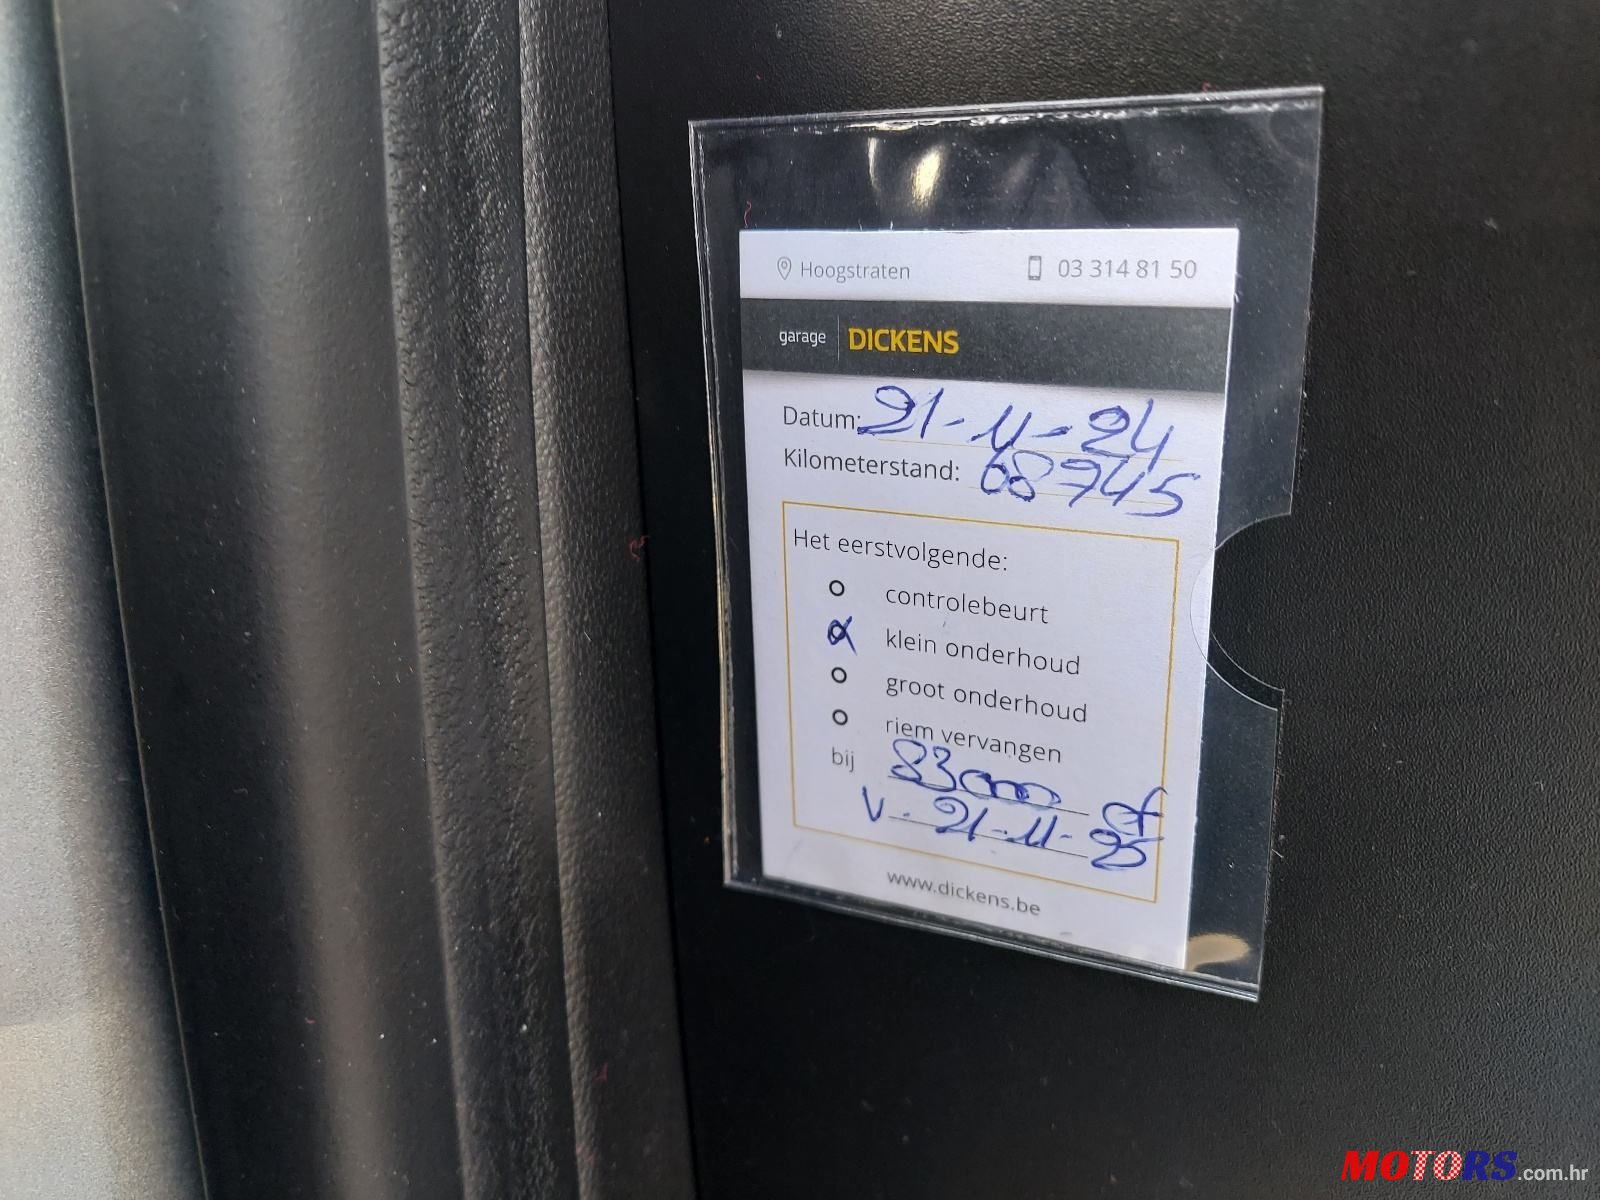 Hoogstraten 03 314 81 50
garage DICKENS
Datum: 21-11-24
Kilometerstand: 68745
Het eerstvolgende:
controlebeurt
klein onderhoud
groot onderhoud
riem vervangen
bij 83000 of
v. 21-11-25
www.dickens.be
MOTORS.com.hr